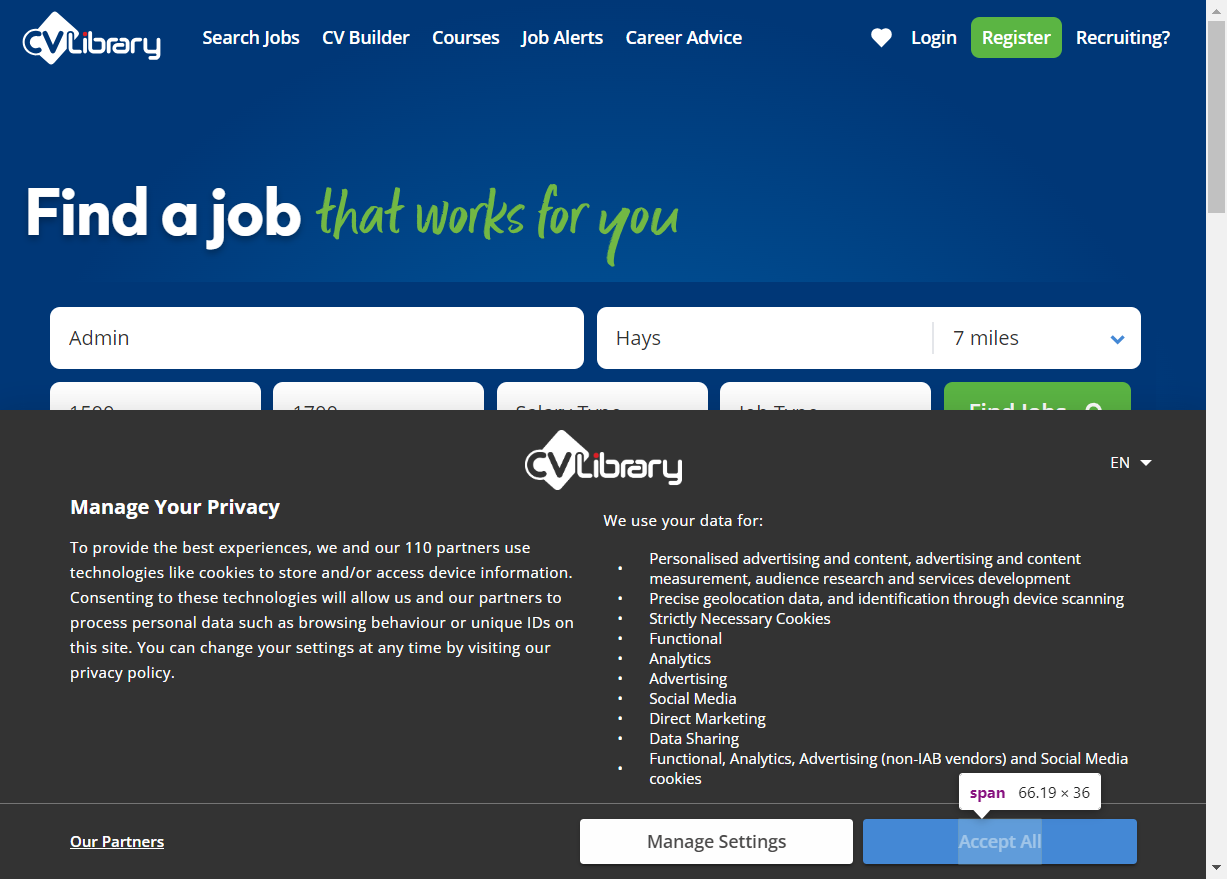 CVLibrary
Search Jobs CV Builder Courses Job Alerts Career Advice Login Register Recruiting?
Find a job that works for you
Admin Hays 7 miles
1500 1700 Salary Type Job Type Find Jobs
CVLibrary
EN
Manage Your Privacy
To provide the best experiences, we and our 110 partners use
technologies like cookies to store and/or access device information.
Consenting to these technologies will allow us and our partners to
process personal data such as browsing behaviour or unique IDs on
this site. You can change your settings at any time by visiting our
privacy policy.
We use your data for:
• Personalised advertising and content, advertising and content
measurement, audience research and services development
• Precise geolocation data, and identification through device scanning
• Strictly Necessary Cookies
• Functional
• Analytics
• Advertising
• Social Media
• Direct Marketing
• Data Sharing
• Functional, Analytics, Advertising (non-IAB vendors) and Social Media
cookies
span 66.19 × 36
Our Partners Manage Settings Accept All